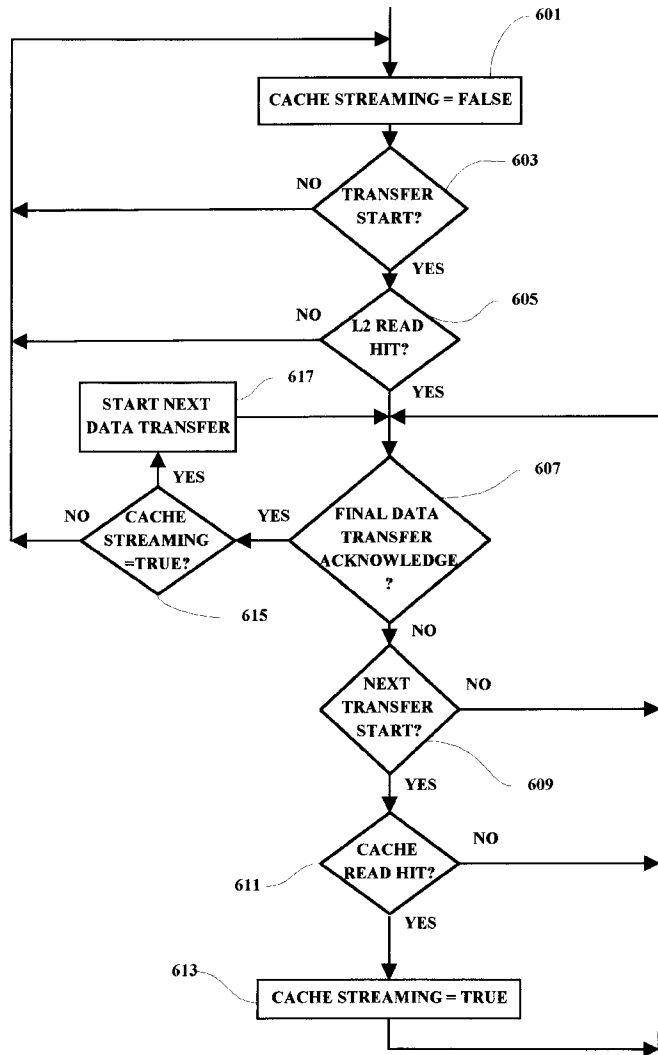 601
CACHE STREAMING = FALSE
603
NO
TRANSFER
START?
YES
605
NO
L2 READ
HIT?
617
YES
START NEXT
DATA TRANSFER
607
YES
NO
CACHE
STREAMING
=TRUE?
YES
FINAL DATA
TRANSFER
ACKNOWLEDGE
?
615
NO
NEXT
TRANSFER
START?
NO
YES
609
CACHE
READ HIT?
NO
611
YES
613
CACHE STREAMING = TRUE